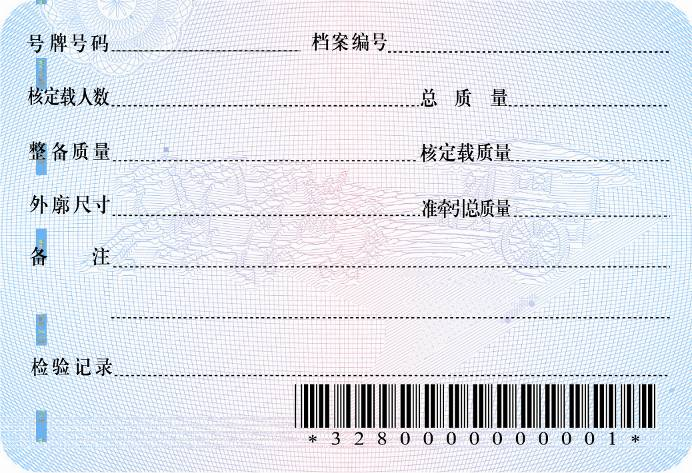 号牌号码 档案编号
核定载人数 总 质 量
整备质量 核定载质量
外廓尺寸 准牵引总质量
备 注
检验记录
*3280000000001*